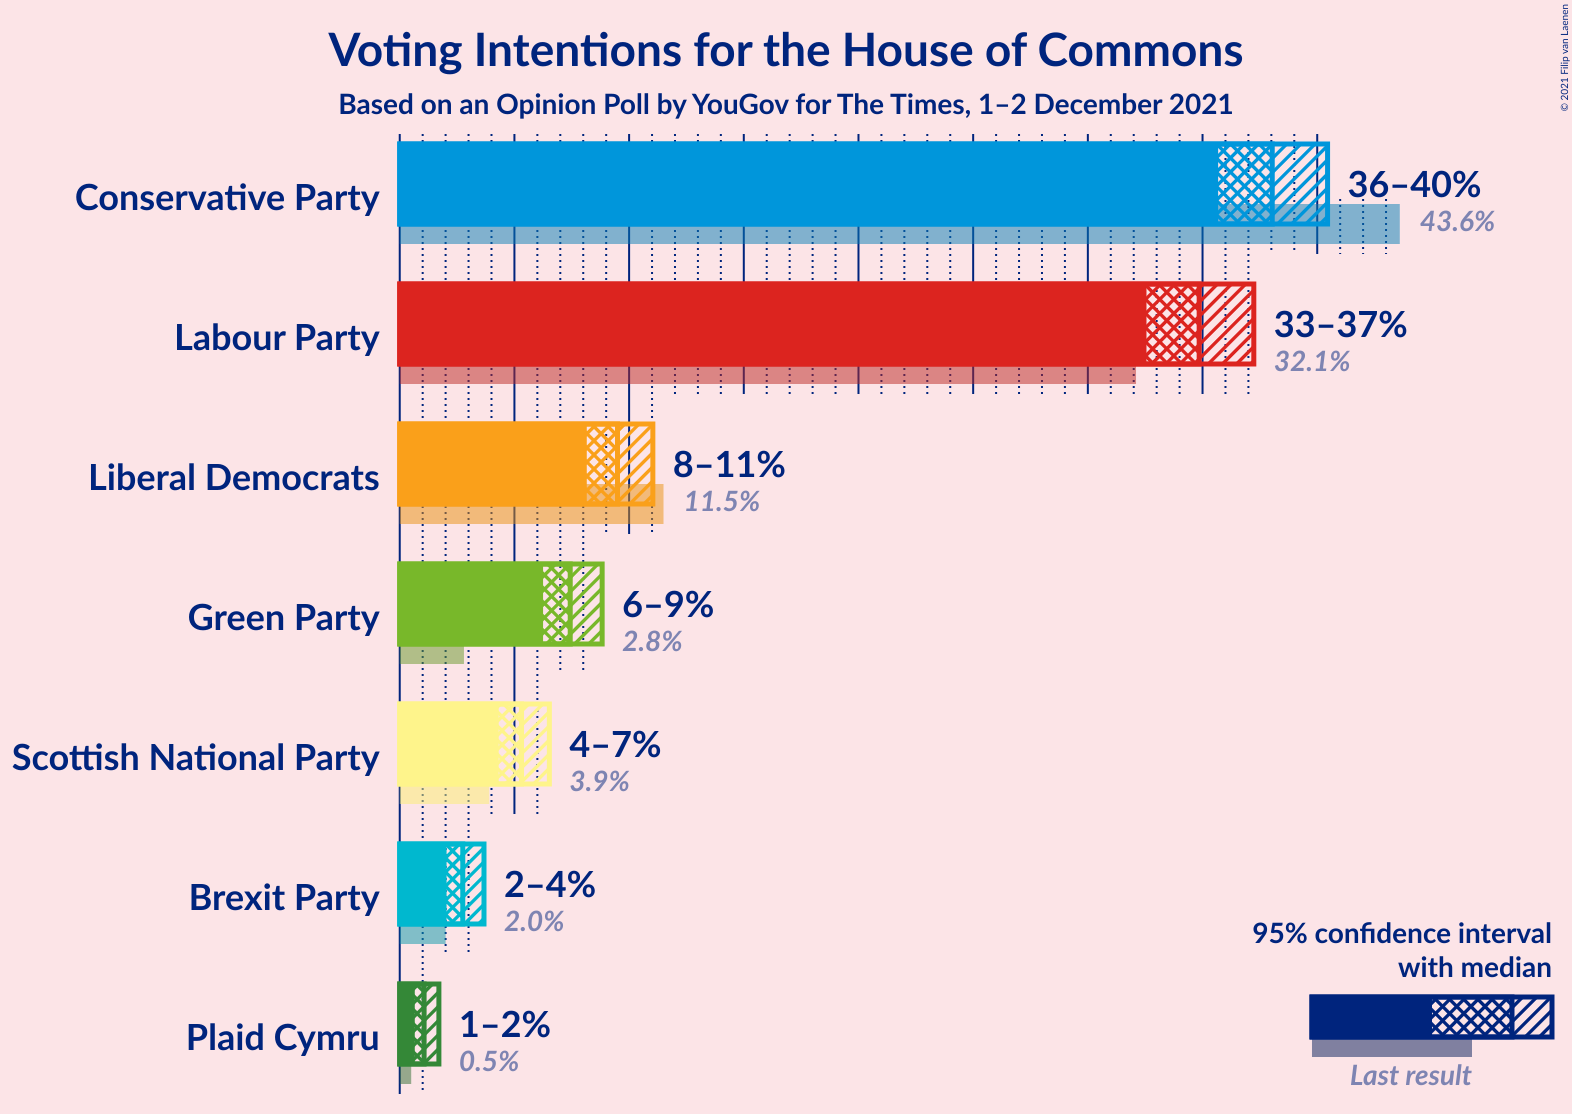 Voting Intentions for the House of Commons
Based on an Opinion Poll by YouGov for The Times, 1–2 December 2021
© 2021 Filip van Laenen
Conservative Party
36–40%
43.6%
Labour Party
33–37%
32.1%
Liberal Democrats
8–11%
11.5%
Green Party
6–9%
2.8%
Scottish National Party
4–7%
3.9%
Brexit Party
2–4%
2.0%
Plaid Cymru
1–2%
0.5%
95% confidence interval
with median
Last result